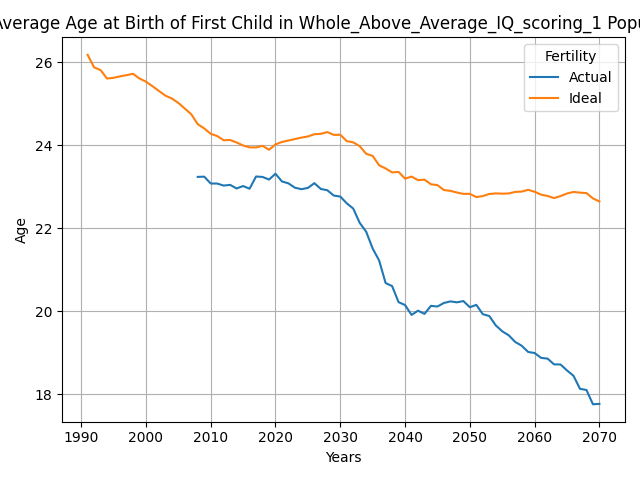 Average Age at Birth of First Child in Whole_Above_Average_IQ_scoring_1
Fertility
Actual
Ideal
Age
26
24
22
20
18
1990 2000 2010 2020 2030 2040 2050 2060 2070
Years